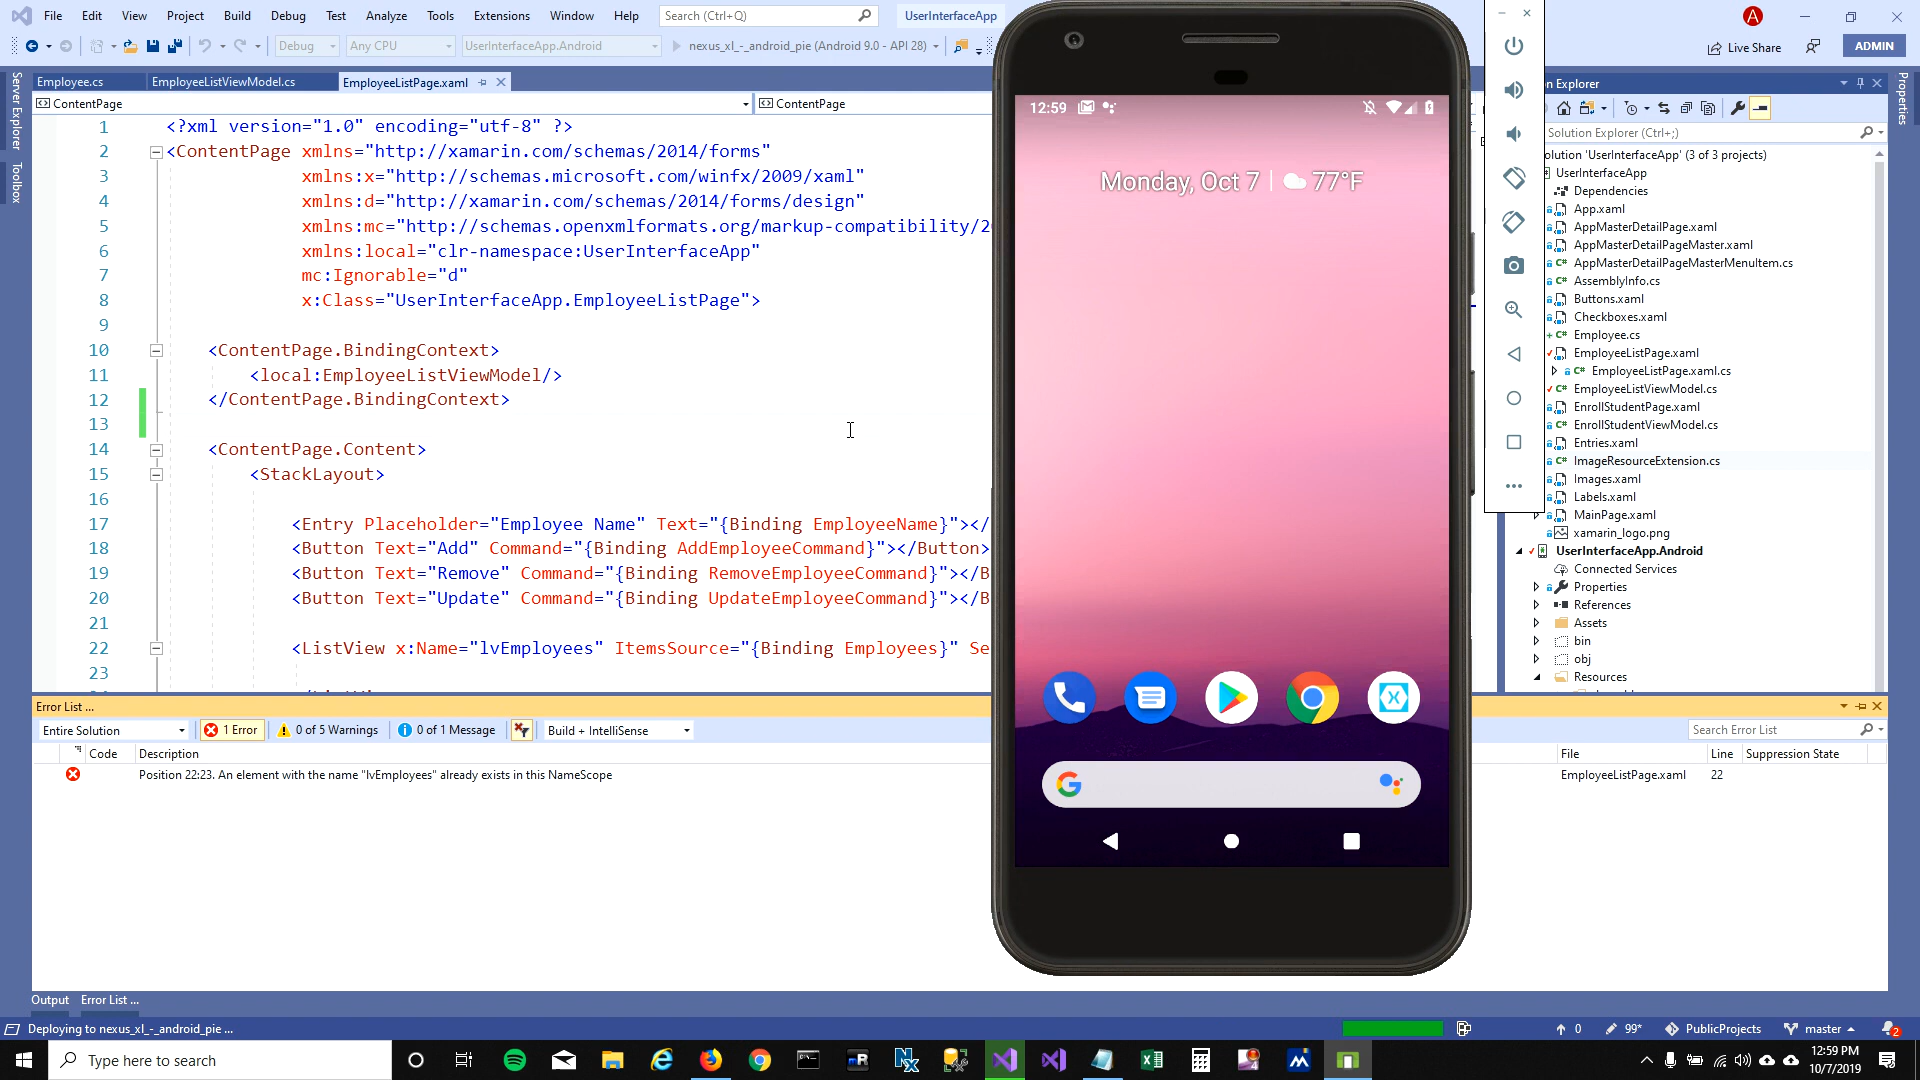 File Edit View Project Build Debug Test Analyze Tools Extensions Window Help Search (Ctrl+Q) UserInterfaceApp
Debug Any CPU UserInterfaceApp.Android nexus_xl_-_android_pie (Android 9.0 - API 28) Live Share ADMIN
Employee.cs EmployeeListViewModel.cs EmployeeListPage.xaml
ContentPage ContentPage
1 <?xml version="1.0" encoding="utf-8" ?>
2 <ContentPage xmlns="http://xamarin.com/schemas/2014/forms"
3 xmlns:x="http://schemas.microsoft.com/winfx/2009/xaml"
4 xmlns:d="http://xamarin.com/schemas/2014/forms/design"
5 xmlns:mc="http://schemas.openxmlformats.org/markup-compatibility/2
6 xmlns:local="clr-namespace:UserInterfaceApp"
7 mc:Ignorable="d"
8 x:Class="UserInterfaceApp.EmployeeListPage">
9
10 <ContentPage.BindingContext>
11 <local:EmployeeListViewModel/>
12 </ContentPage.BindingContext>
13
14 <ContentPage.Content>
15 <StackLayout>
16
17 <Entry Placeholder="Employee Name" Text="{Binding EmployeeName}"></
18 <Button Text="Add" Command="{Binding AddEmployeeCommand}"></Button>
19 <Button Text="Remove" Command="{Binding RemoveEmployeeCommand}"></B
20 <Button Text="Update" Command="{Binding UpdateEmployeeCommand}"></B
21
22 <ListView x:Name="lvEmployees" ItemsSource="{Binding Employees}" Se
23
Server Explorer
Toolbox
12:59
Monday, Oct 7 | 77°F
n Explorer
Properties
Solution Explorer (Ctrl+;)
olution 'UserInterfaceApp' (3 of 3 projects)
UserInterfaceApp
Dependencies
App.xaml
AppMasterDetailPage.xaml
AppMasterDetailPageMaster.xaml
AppMasterDetailPageMasterMenuItem.cs
AssemblyInfo.cs
Buttons.xaml
Checkboxes.xaml
Employee.cs
EmployeeListPage.xaml
EmployeeListPage.xaml.cs
EmployeeListViewModel.cs
EnrollStudentPage.xaml
EnrollStudentViewModel.cs
Entries.xaml
ImageResourceExtension.cs
Images.xaml
Labels.xaml
MainPage.xaml
xamarin_logo.png
UserInterfaceApp.Android
Connected Services
Properties
References
Assets
bin
obj
Resources
Error List ...
Entire Solution 1 Error 0 of 5 Warnings 0 of 1 Message Build + IntelliSense Search Error List
Code Description File Line Suppression State
Position 22:23. An element with the name "lvEmployees" already exists in this NameScope EmployeeListPage.xaml 22
Output Error List ...
Deploying to nexus_xl_-_android_pie ... 0 99* PublicProjects master 2
Type here to search
12:59 PM
10/7/2019